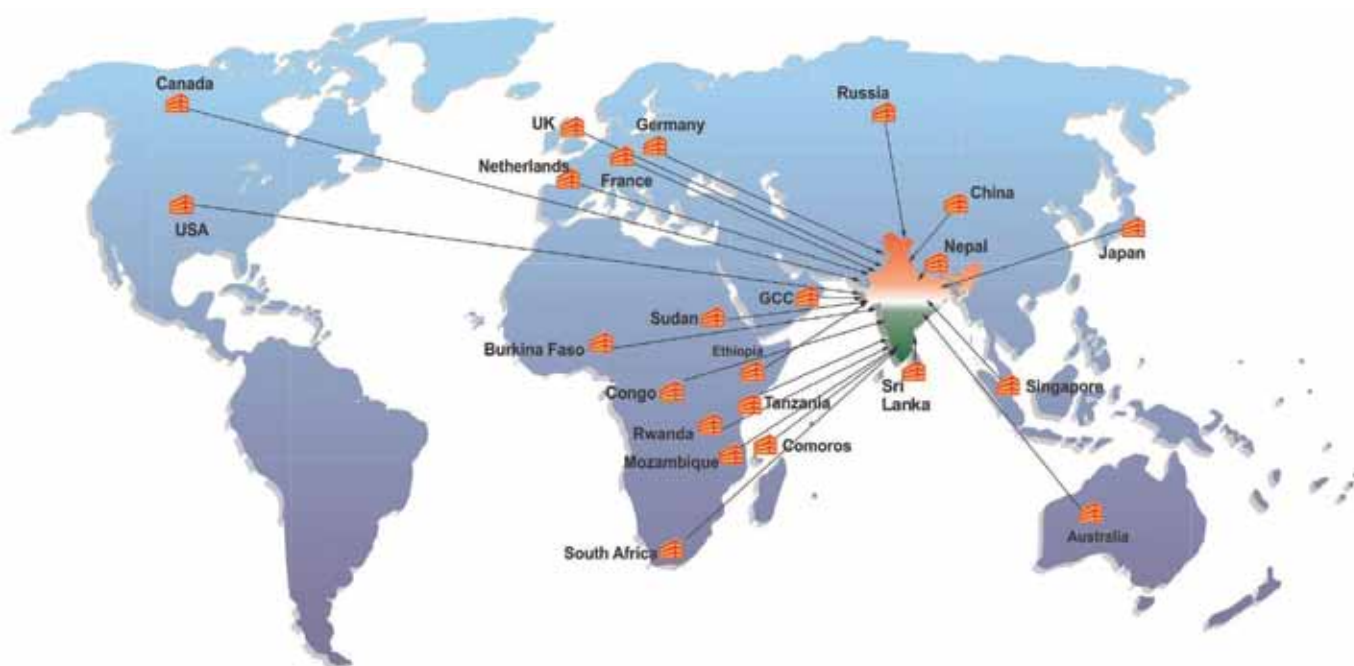 Canada
Russia
UK
Germany
Netherlands
France
China
USA
Nepal
Japan
GCC
Sudan
Burkina Faso
Ethiopia
Congo
Sri
Lanka
Singapore
Tanzania
Rwanda
Comoros
Mozambique
Australia
South Africa